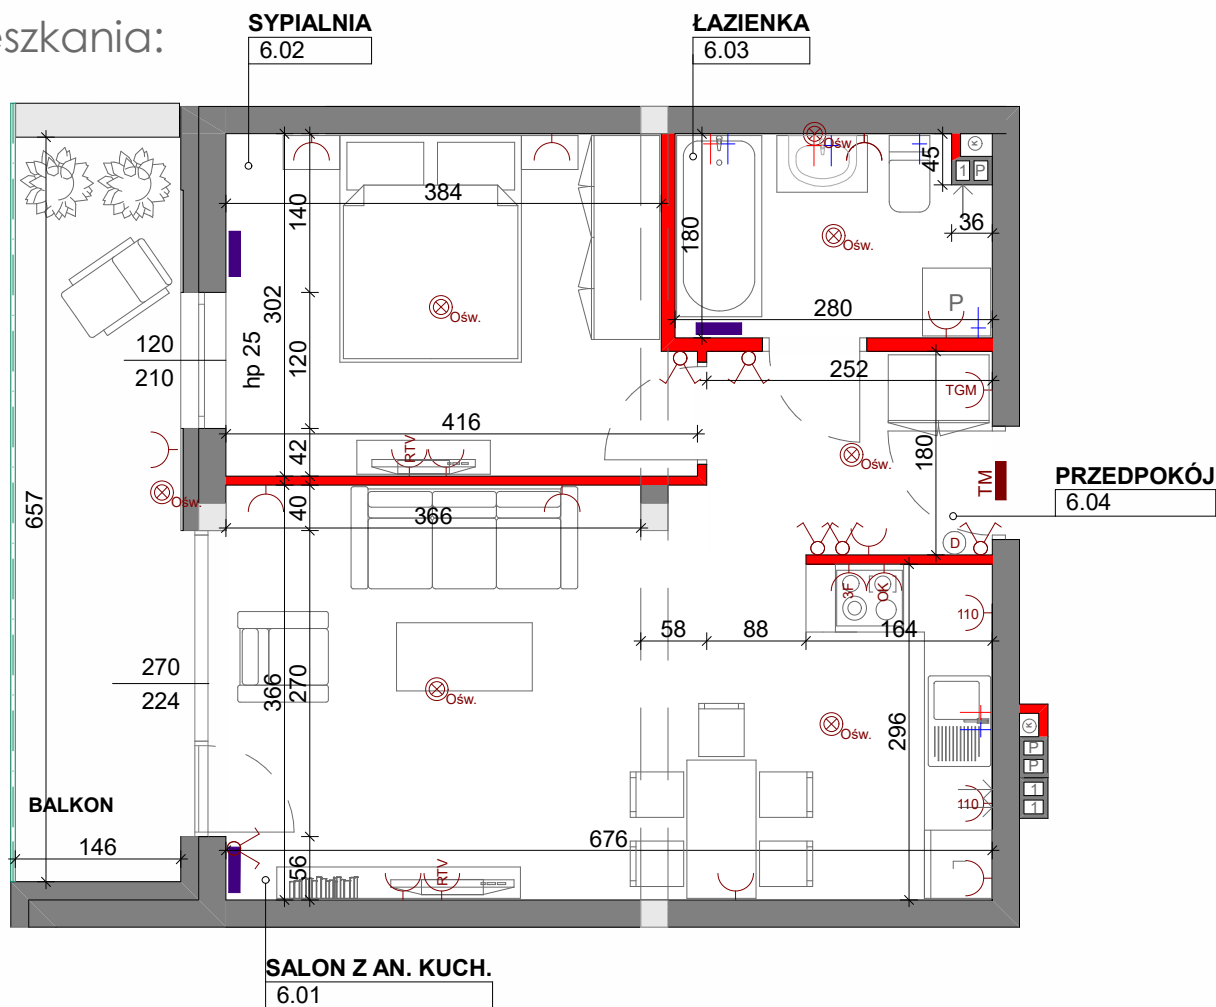 eszkania:
SYPIALNIA
6.02
ŁAZIENKA
6.03
Ośw.
45
K
1 P
384
140
180
36
Ośw.
P
302
Ośw.
280
120
210
hp 25
120
252
TGM
416
42
RTV
180
Ośw.
TM
PRZEDPOKÓJ
6.04
657
Ośw.
40
366
D
3F
OK
110
58
88
164
270
224
366
270
Ośw.
Ośw.
296
K
P
P
1
1
110
BALKON
146
676
56
RTV
SALON Z AN. KUCH.
6.01